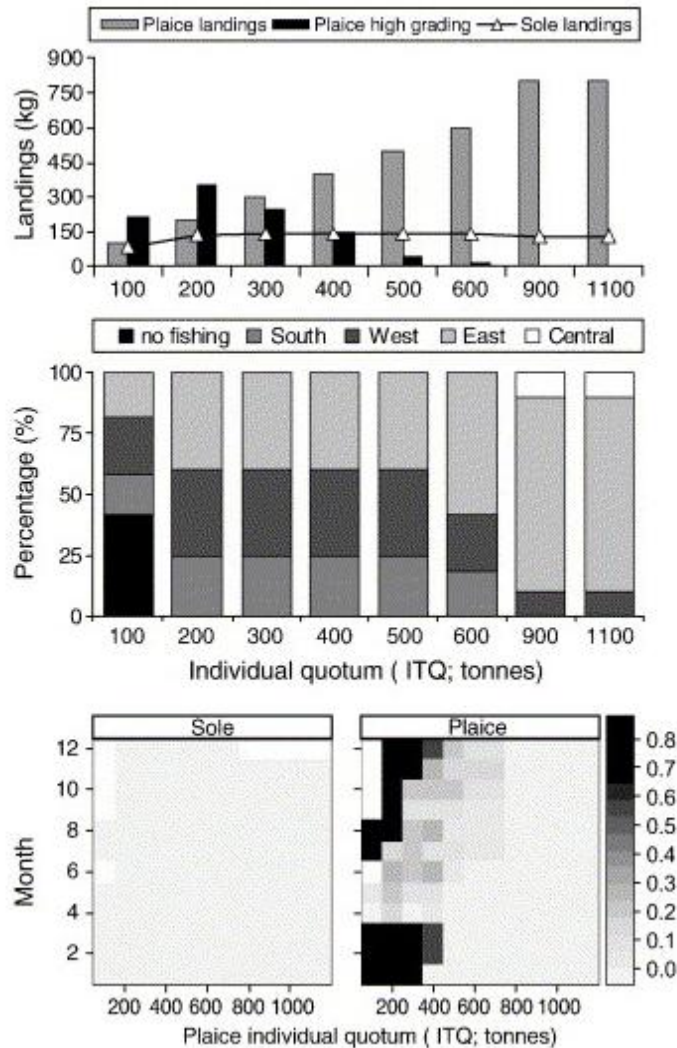 Plaice landings Plaice high grading Sole landings
Landings (kg)
900
750
600
450
300
150
0
100 200 300 400 500 600 900 1100
no fishing South West East Central
Percentage (%)
100
75
50
25
0
100 200 300 400 500 600 900 1100
Individual quotum ( ITQ; tonnes)
Sole Plaice
Month
12
10
8
6
4
2
0.8
0.7
0.6
0.5
0.4
0.3
0.2
0.1
0.0
200 400 600 800 1000 200 400 600 800 1000
Plaice individual quotum ( ITQ; tonnes)